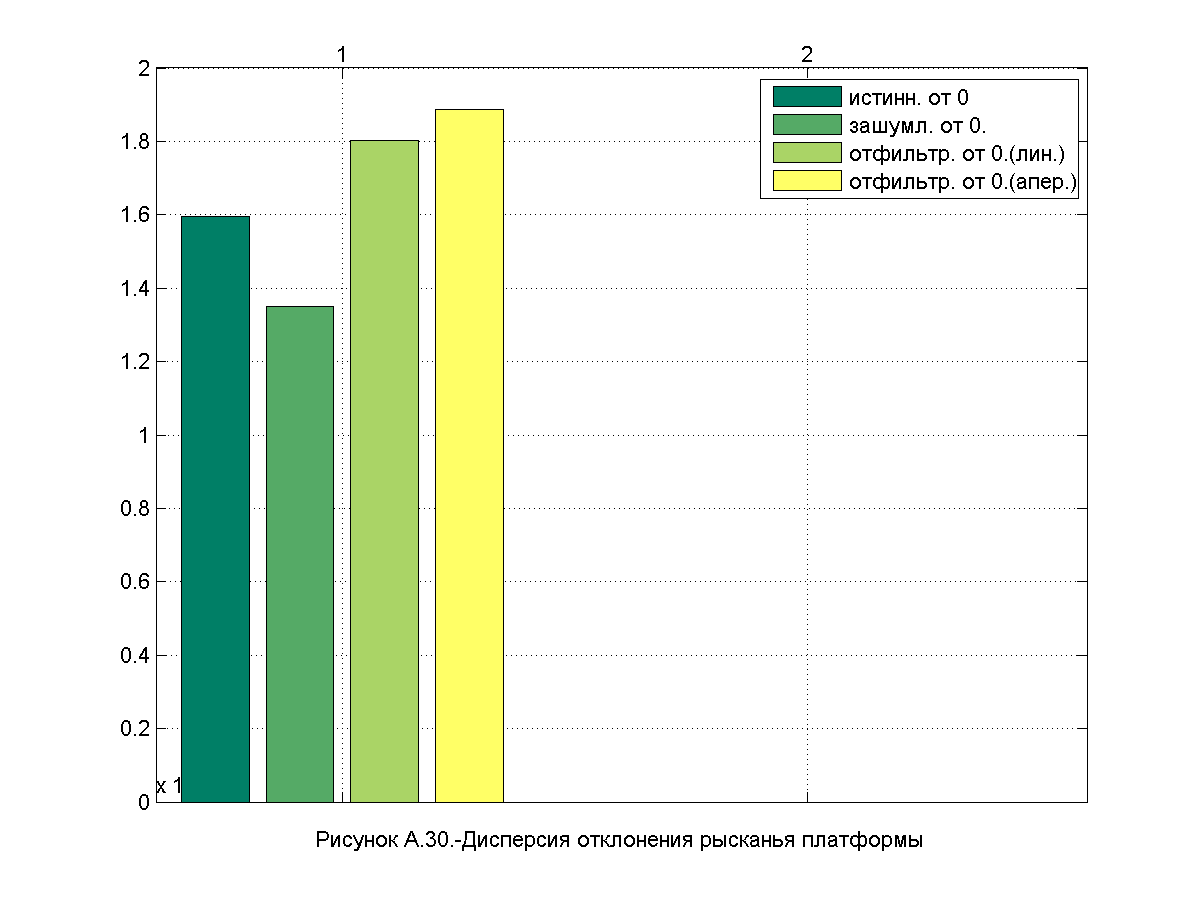 1 2
2
1.8
1.6
1.4
1.2
1
0.8
0.6
0.4
0.2
0
x 1
истинн. от 0
зашумл. от 0.
отфильтр. от 0.(лин.)
отфильтр. от 0.(апер.)
Рисунок А.30.-Дисперсия отклонения рысканья платформы